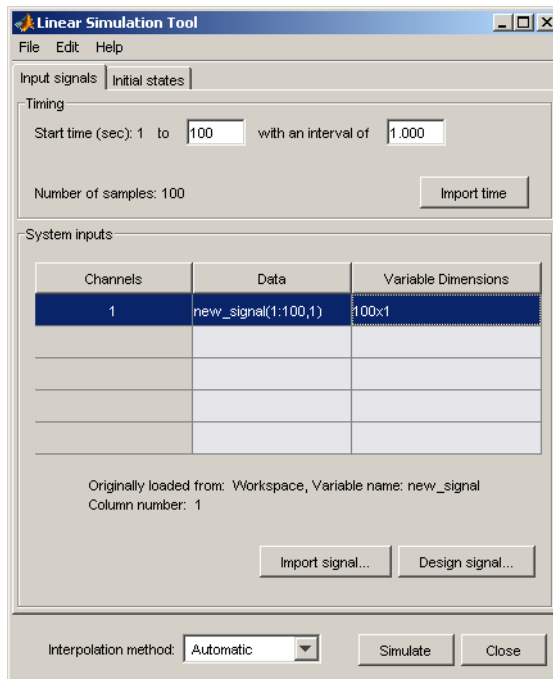 Linear Simulation Tool
File Edit Help
Input signals Initial states
Timing
Start time (sec): 1 to 100 with an interval of 1.000
Number of samples: 100 Import time
System inputs
Channels Data Variable Dimensions
1 new_signal(1:100,1) 100x1
Originally loaded from: Workspace, Variable name: new_signal
Column number: 1
Import signal... Design signal...
Interpolation method: Automatic Simulate Close